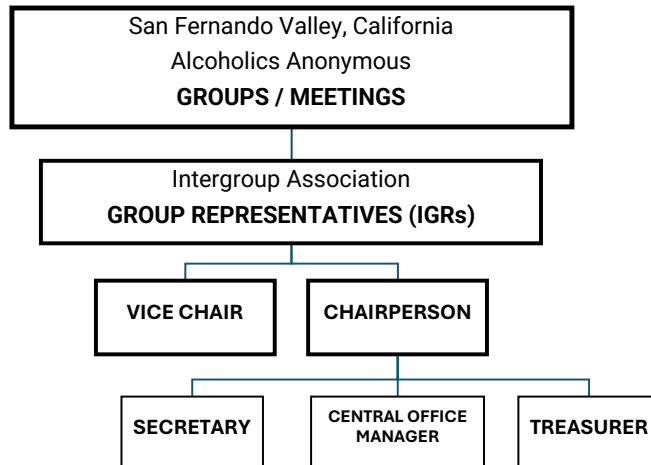 San Fernando Valley, California
Alcoholics Anonymous
GROUPS / MEETINGS
Intergroup Association
GROUP REPRESENTATIVES (IGRs)
VICE CHAIR
CHAIRPERSON
SECRETARY
CENTRAL OFFICE
MANAGER
TREASURER